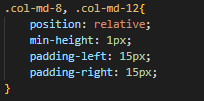 .col-md-8, .col-md-12{
    position: relative;
    min-height: 1px;
    padding-left: 15px;
    padding-right: 15px;
}